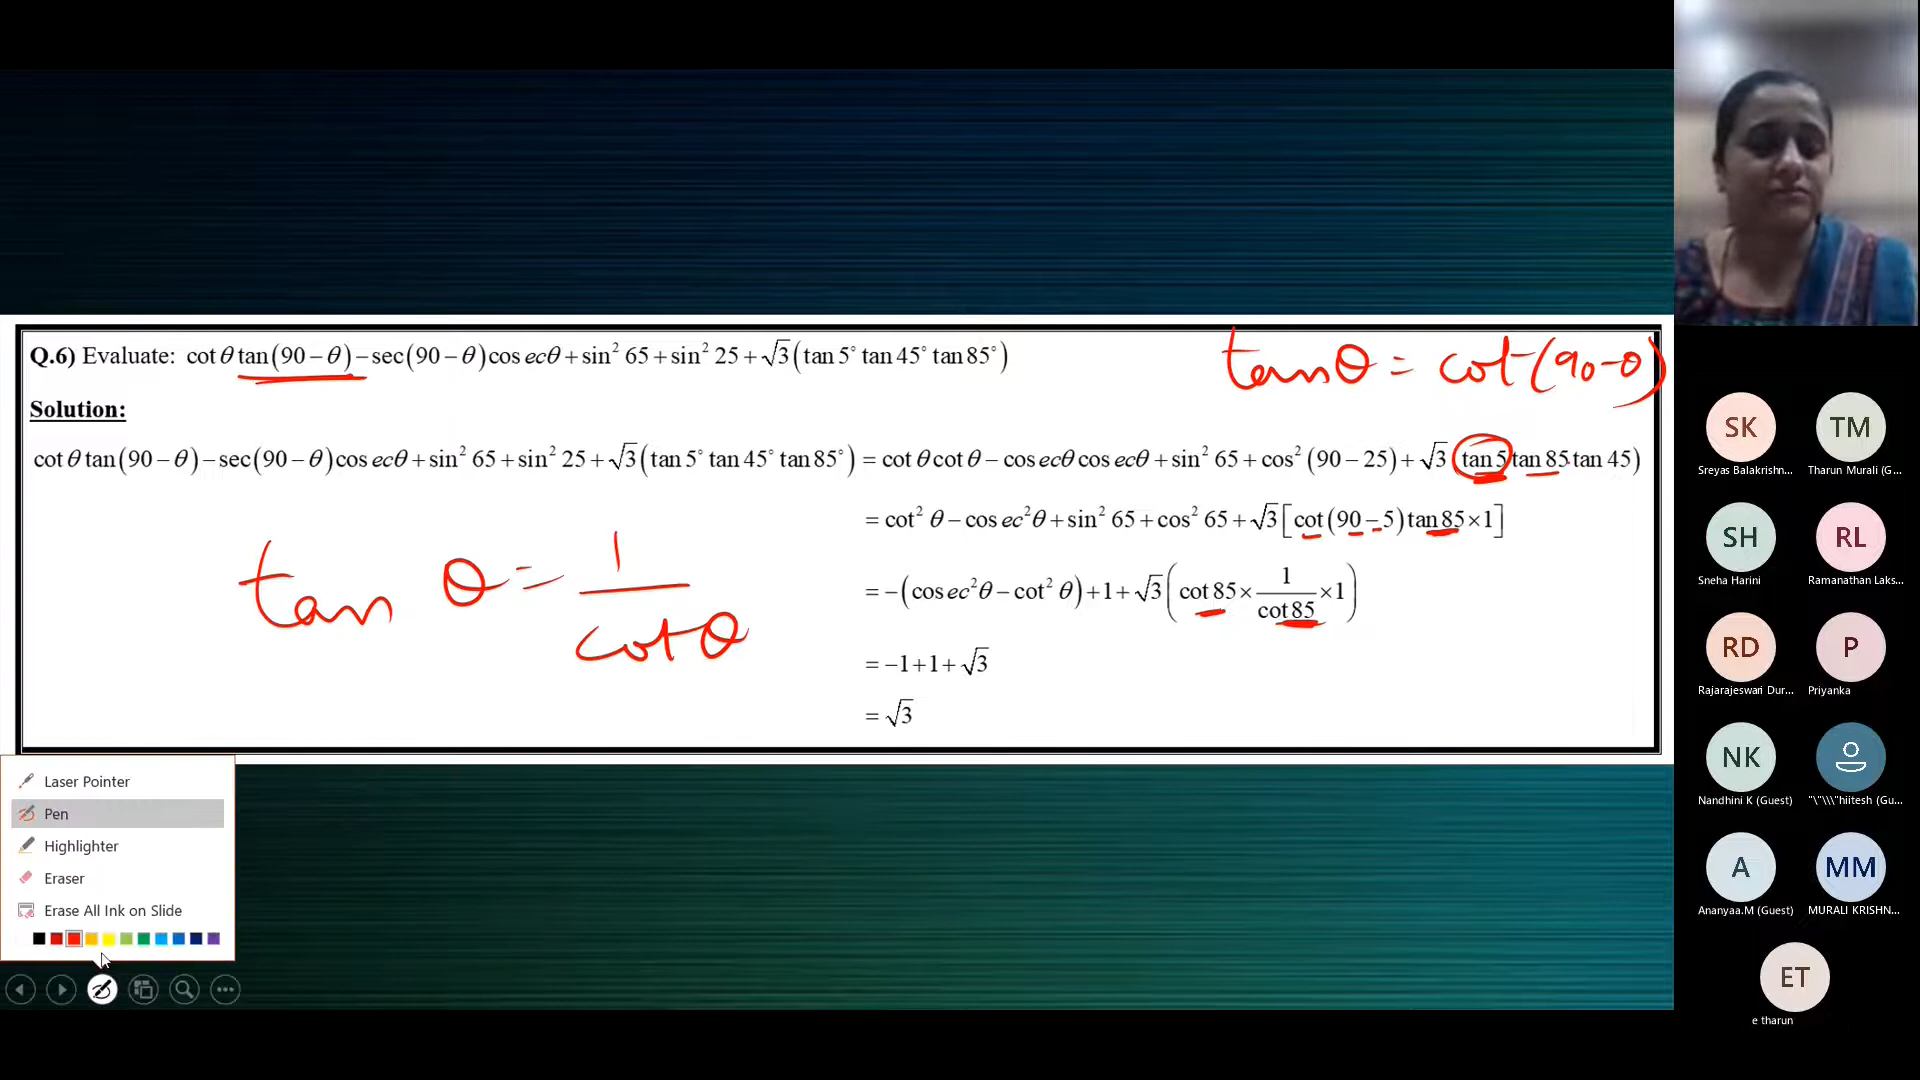 Q.6) Evaluate: cot θ tan(90 − θ) − sec(90 − θ) cos ecθ + sin² 65 + sin² 25 + √3(tan 5° tan 45° tan 85°)
tan θ = cot (90-θ)
Solution:
cot θ tan(90 − θ) − sec(90 − θ) cos ecθ + sin² 65 + sin² 25 + √3(tan 5° tan 45° tan 85°) = cot θ cot θ − cos ecθ cos ecθ + sin² 65 + cos² (90 − 25) + √3 (tan 5 tan 85 tan 45)
= cot² θ − cos ec²θ + sin² 65 + cos² 65 + √3[cot(90 − 5) tan 85 × 1]
tan θ = 1/cot θ
= −(cos ec²θ − cot² θ) + 1 + √3(cot 85 × 1/cot 85 × 1)
= −1 + 1 + √3
= √3
Laser Pointer
Pen
Highlighter
Eraser
Erase All Ink on Slide
SK
TM
Sreyas Balakrishn...
Tharun Murali (G...
SH
RL
Sneha Harini
Ramanathan Laks...
RD
P
Rajarajeswari Dur...
Priyanka
NK
Nandhini K (Guest)
"\"\\\"hiitesh (Gu...
A
MM
Ananyaa.M (Guest)
MURALI KRISHN...
ET
e tharun